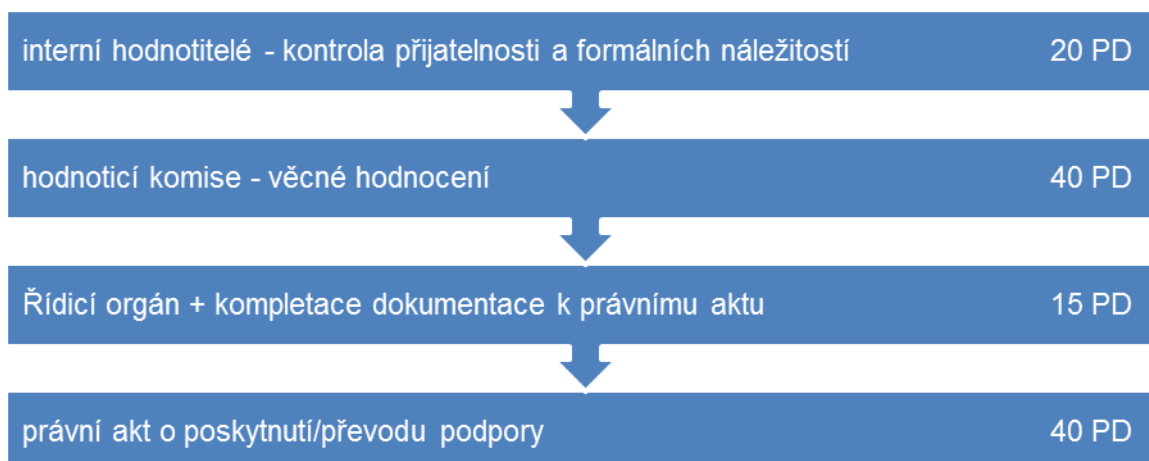 interní hodnotitelé - kontrola přijatelnosti a formálních náležitostí 20 PD
hodnoticí komise - věcné hodnocení 40 PD
Řídicí orgán + kompletace dokumentace k právnímu aktu 15 PD
právní akt o poskytnutí/převodu podpory 40 PD